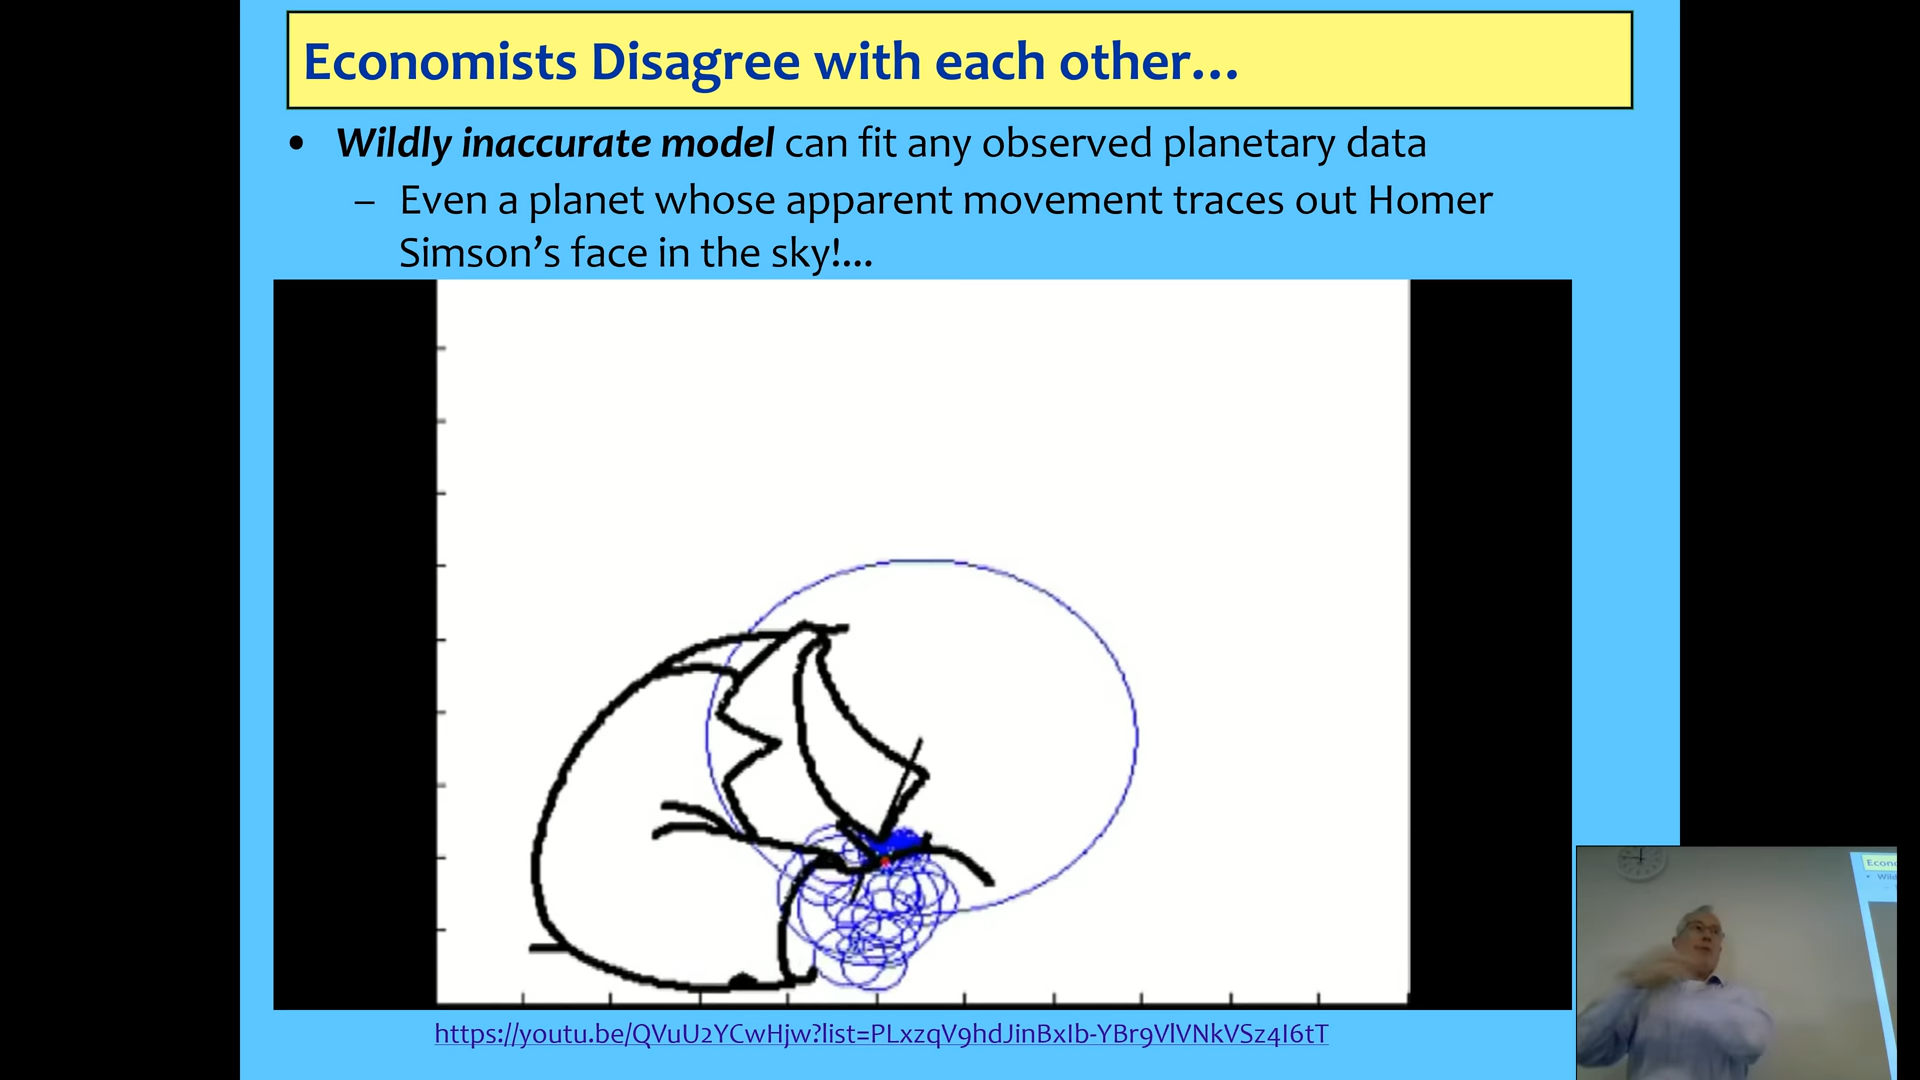 Economists Disagree with each other...
• Wildly inaccurate model can fit any observed planetary data
– Even a planet whose apparent movement traces out Homer
Simson’s face in the sky!...
https://youtu.be/QVuU2YCwHjw?list=PLxzqV9hdJinBxIb-YBr9VlVNkVSz4I6tT
Econo